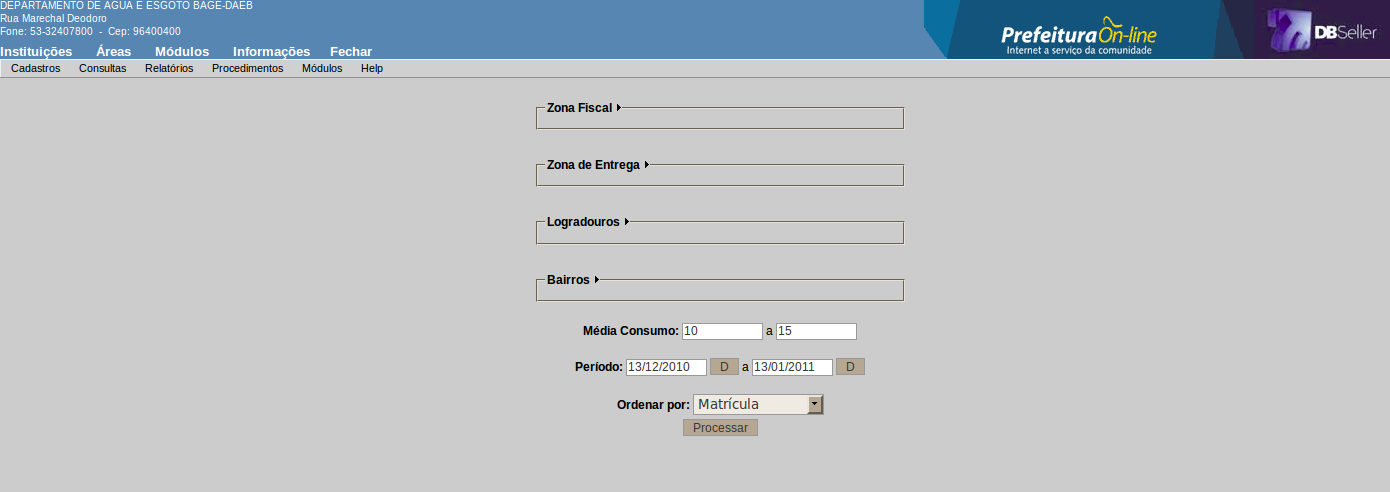 DEPARTAMENTO DE AGUA E ESGOTO BAGE-DAEB
Rua Marechal Deodoro
Fone: 53-32407800 - Cep: 96400400
Instituições Áreas Módulos Informações Fechar
Prefeitura On-line
Internet a serviço da comunidade
DBSeller
Cadastros Consultas Relatórios Procedimentos Módulos Help
Zona Fiscal
Zona de Entrega
Logradouros
Bairros
Média Consumo: 10 a 15
Período: 13/12/2010 D a 13/01/2011 D
Ordenar por: Matrícula
Processar